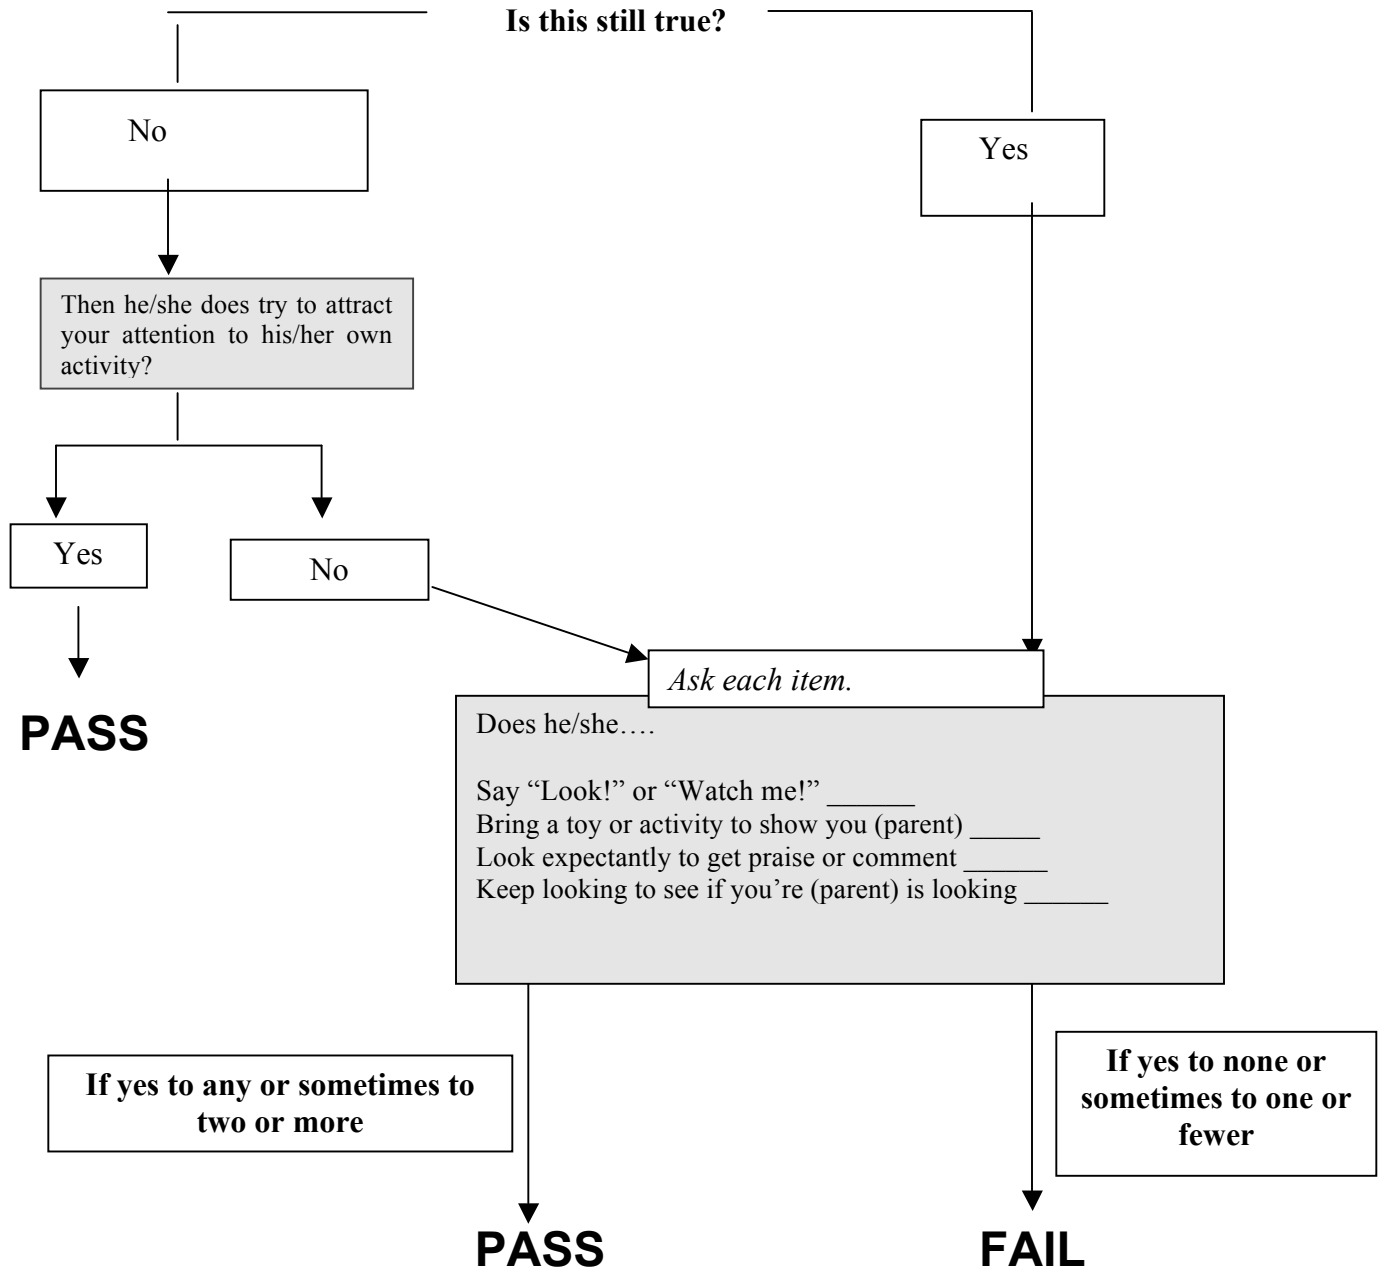 Is this still true?
No
Yes
Then he/she does try to attract
your attention to his/her own
activity?
Yes
No
PASS
Ask each item.
Does he/she….
Say “Look!” or “Watch me!” ______
Bring a toy or activity to show you (parent) _____
Look expectantly to get praise or comment ______
Keep looking to see if you’re (parent) is looking ______
If yes to any or sometimes to
two or more
If yes to none or
sometimes to one or
fewer
PASS
FAIL